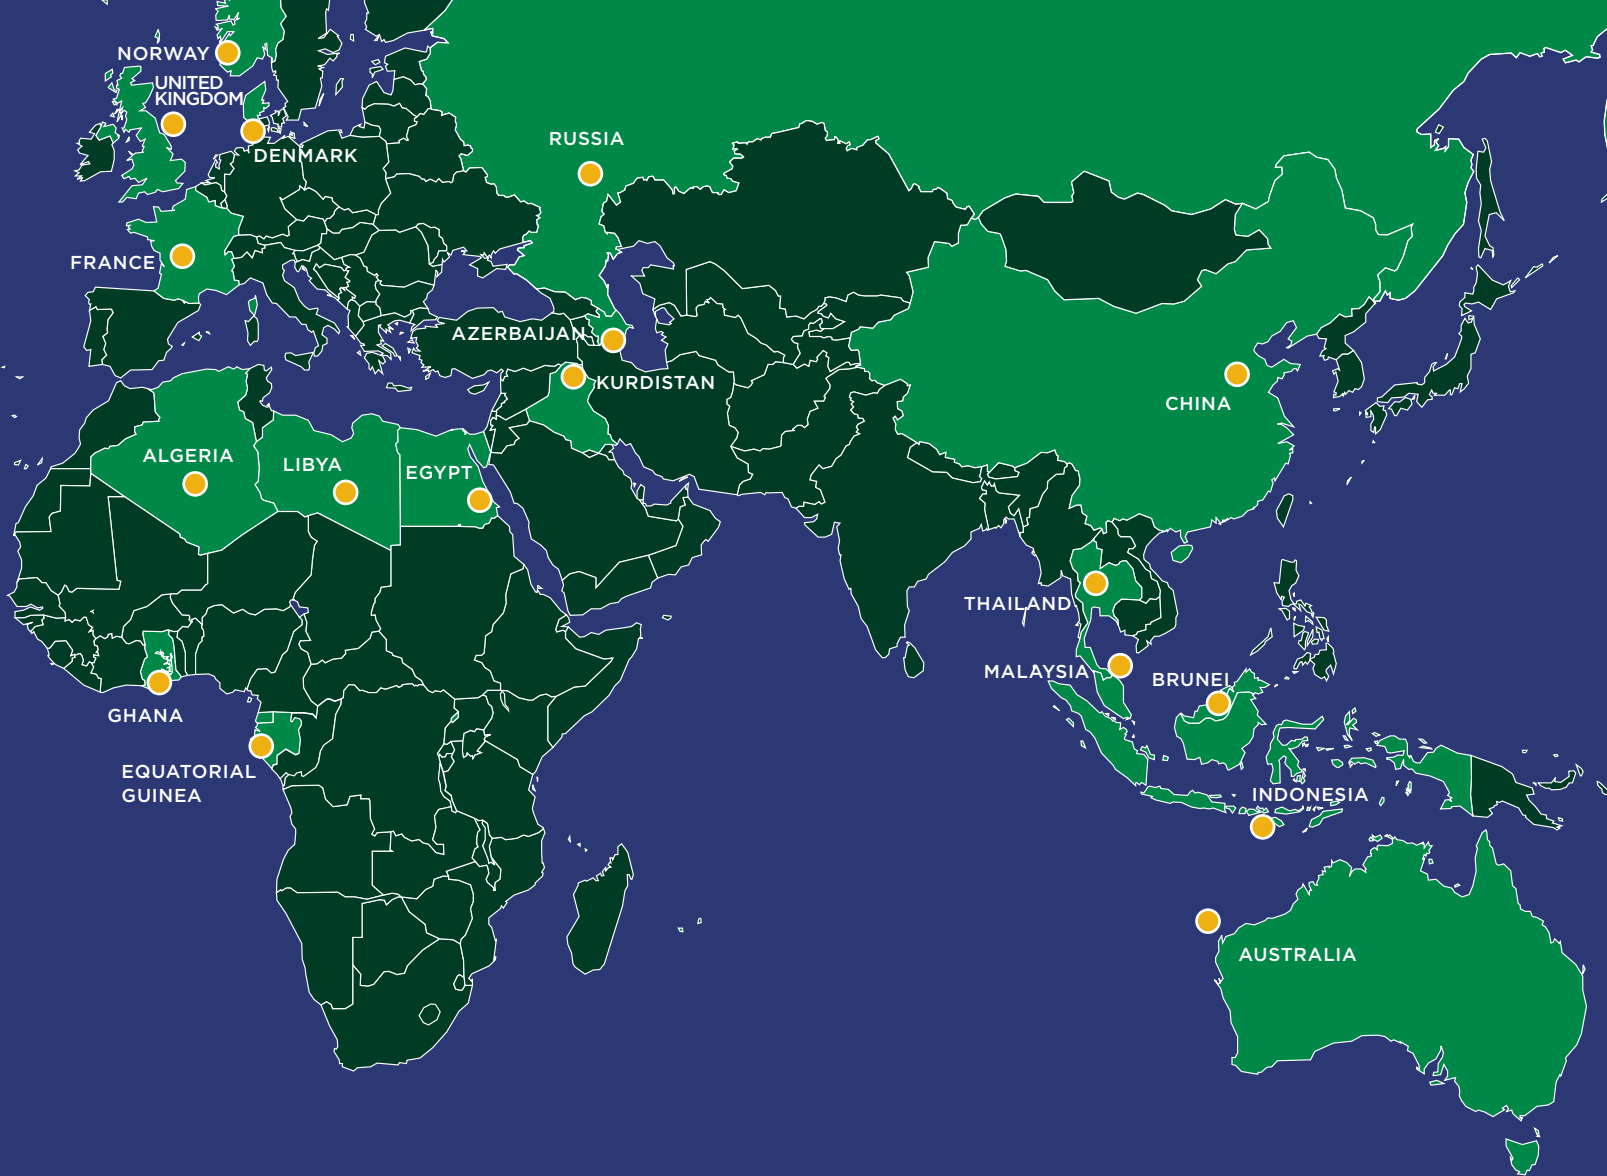 NORWAY
UNITED
KINGDOM
RUSSIA
DENMARK
FRANCE
AZERBAIJAN
KURDISTAN
CHINA
ALGERIA
LIBYA
EGYPT
THAILAND
MALAYSIA
BRUNEI
GHANA
EQUATORIAL
GUINEA
INDONESIA
AUSTRALIA